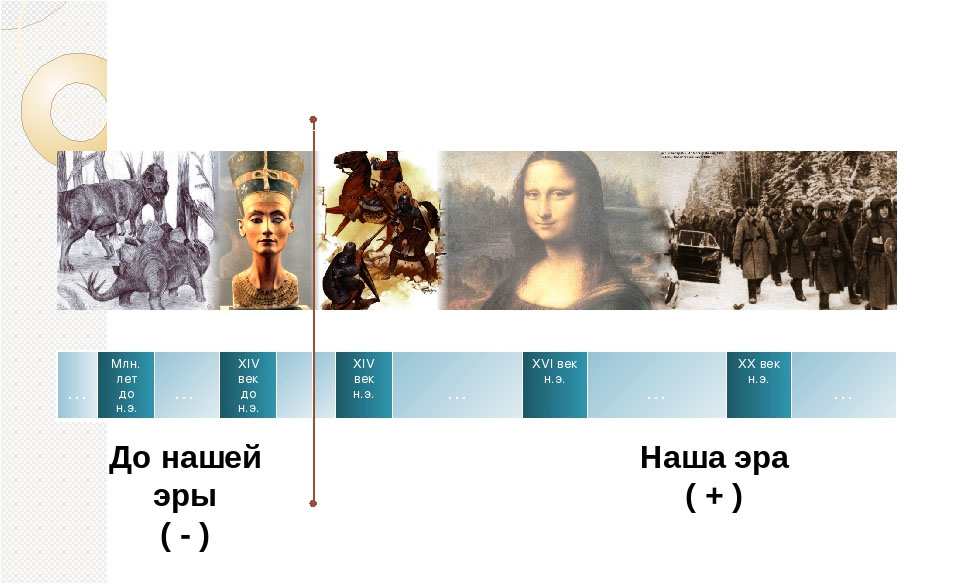 ...
Млн.
лет
до
н.э.
...
XIV
век
до
н.э.
XIV
век
н.э.
...
XVI век
н.э.
...
XX век
н.э.
...
До нашей
эры
( - )
Наша эра
( + )